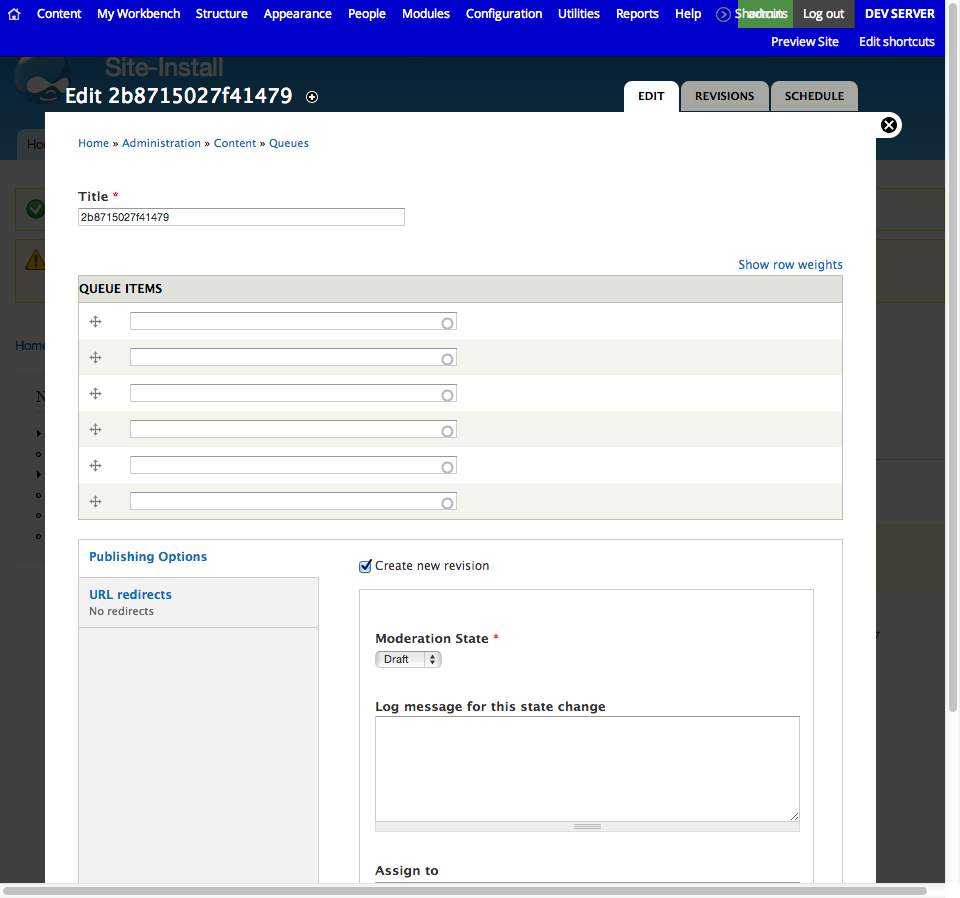 Content My Workbench Structure Appearance People Modules Configuration Utilities Reports Help Shortcuts Log out DEV SERVER
Preview Site Edit shortcuts
Site-Install
Edit 2b8715027f41479
EDIT REVISIONS SCHEDULE
Home » Administration » Content » Queues
Title *
2b8715027f41479
Show row weights
QUEUE ITEMS
Home
Publishing Options
Create new revision
URL redirects
No redirects
Moderation State *
Draft
Log message for this state change
Assign to